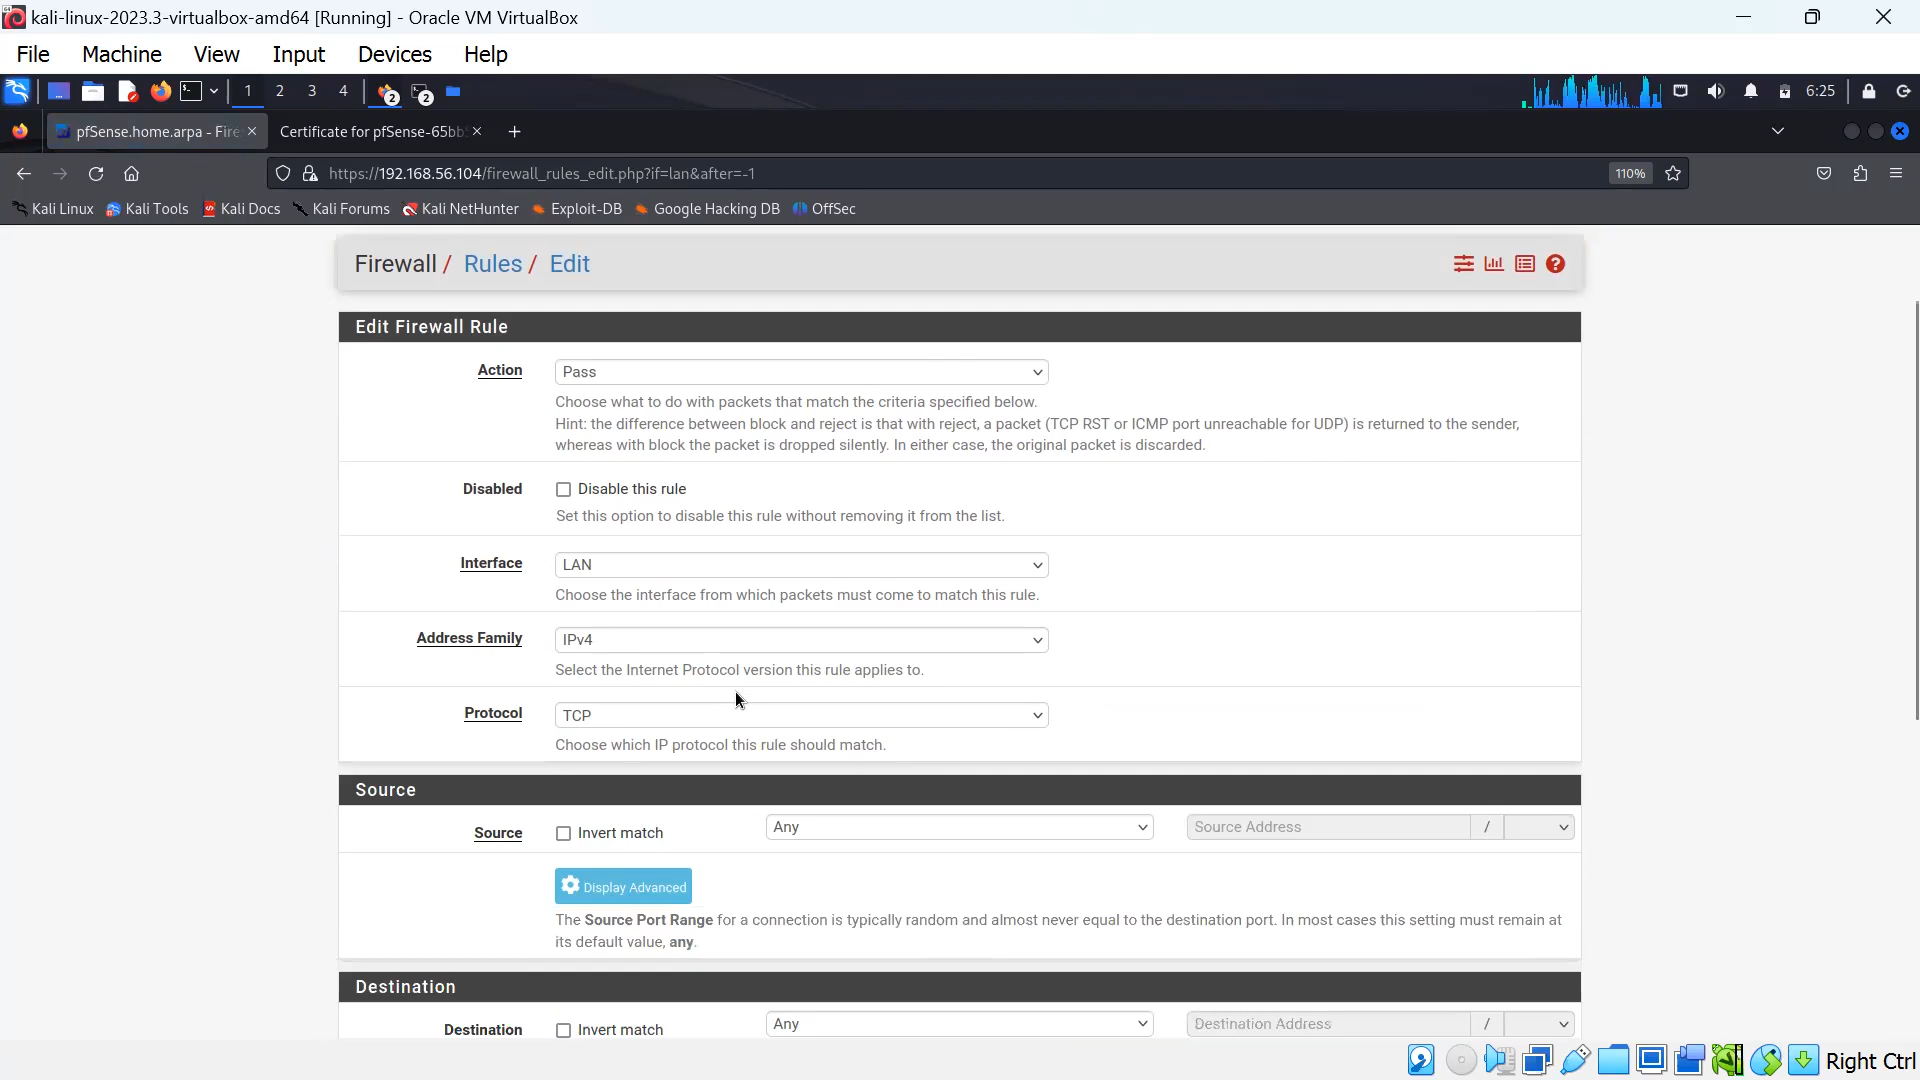 kali-linux-2023.3-virtualbox-amd64 [Running] - Oracle VM VirtualBox
File Machine View Input Devices Help
1 2 3 4 2 2 6:25
pfSense.home.arpa - Fire Certificate for pfSense-65bb
https://192.168.56.104/firewall_rules_edit.php?if=lan&after=-1 110%
Kali Linux Kali Tools Kali Docs Kali Forums Kali NetHunter Exploit-DB Google Hacking DB OffSec
Firewall / Rules / Edit
Edit Firewall Rule
Action Pass
Choose what to do with packets that match the criteria specified below.
Hint: the difference between block and reject is that with reject, a packet (TCP RST or ICMP port unreachable for UDP) is returned to the sender,
whereas with block the packet is dropped silently. In either case, the original packet is discarded.
Disabled Disable this rule
Set this option to disable this rule without removing it from the list.
Interface LAN
Choose the interface from which packets must come to match this rule.
Address Family IPv4
Select the Internet Protocol version this rule applies to.
Protocol TCP
Choose which IP protocol this rule should match.
Source
Source Invert match Any Source Address /
Display Advanced
The Source Port Range for a connection is typically random and almost never equal to the destination port. In most cases this setting must remain at
its default value, any.
Destination
Destination Invert match Any Destination Address /
Right Ctrl